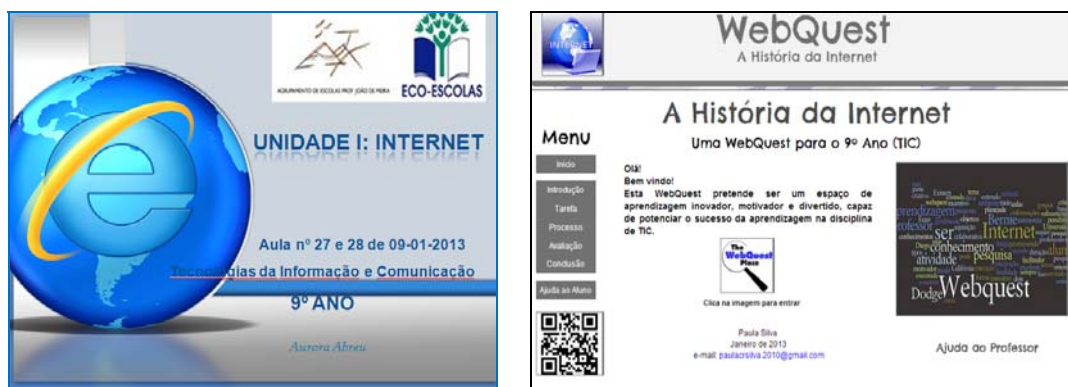 AGRUPAMENTO DE ESCOLAS PROF. JOÃO DE MEIRA
ECO-ESCOLAS
UNIDADE I: INTERNET
Aula nº 27 e 28 de 09-01-2013
Tecnologias da Informação e Comunicação
9º ANO
Aurora Abreu
INTERNET
WebQuest
A História da Internet
A História da Internet
Uma WebQuest para o 9º Ano (TIC)
Menu
Início
Introdução
Tarefa
Processo
Avaliação
Conclusão
Ajuda ao Aluno
Olá!
Bem vindo!
Esta WebQuest pretende ser um espaço de
aprendizagem inovador, motivador e divertido, capaz
de potenciar o sucesso da aprendizagem na disciplina
de TIC.
The
WebQuest
Place
Clica na imagem para entrar
Paula Silva
Janeiro de 2013
e-mail: paulacrsilva.2010@gmail.com
aprendizagem
Berme
professor
ser
Internet
conhecimento
atividade
pesquisa
Dodge
Webquest
Ajuda ao Professor